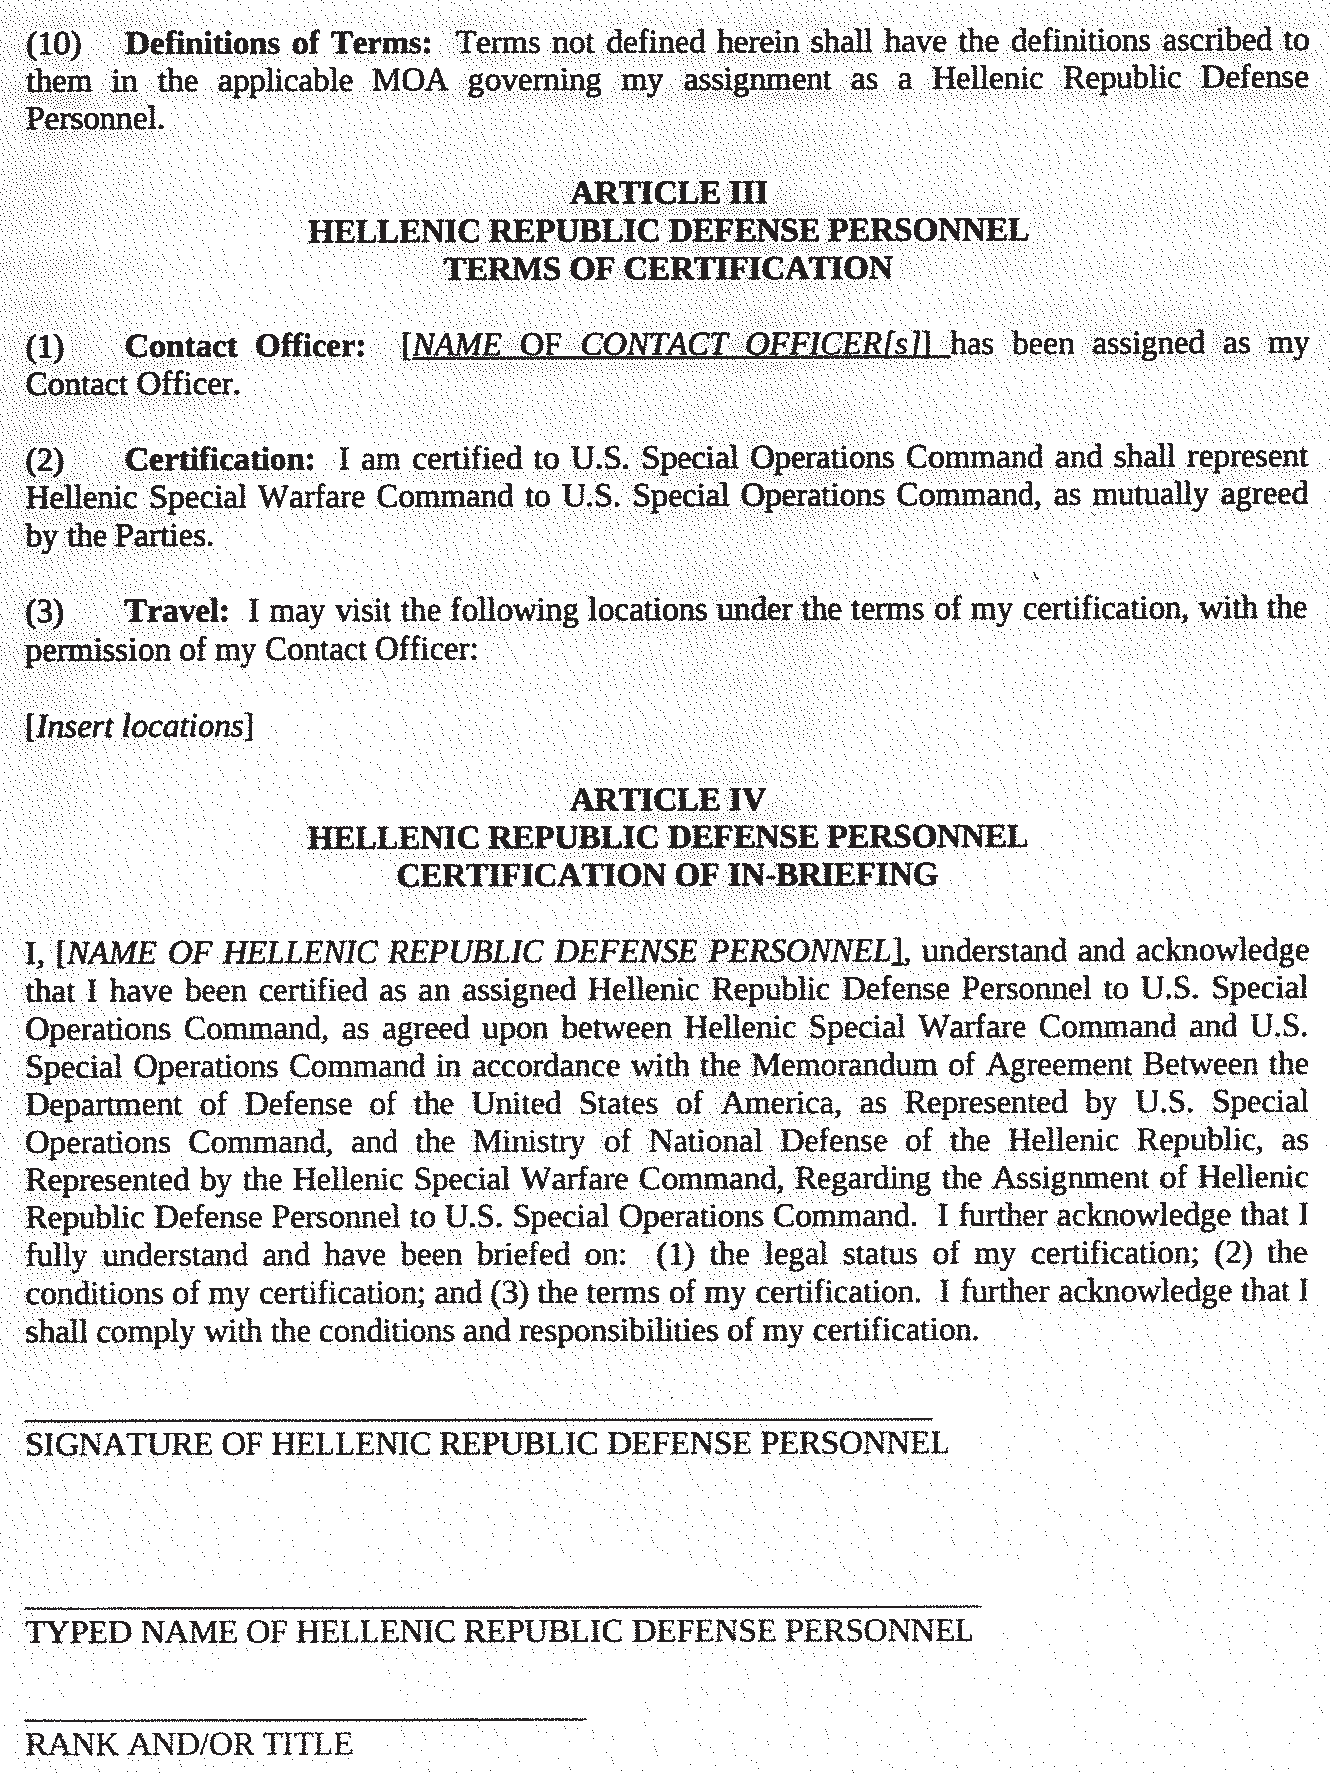 (10) Definitions of Terms: Terms not defined herein shall have the definitions ascribed to
them in the applicable MOA governing my assignment as a Hellenic Republic Defense
Personnel.
ARTICLE III
HELLENIC REPUBLIC DEFENSE PERSONNEL
TERMS OF CERTIFICATION
(1) Contact Officer: [NAME OF CONTACT OFFICER[s]] has been assigned as my
Contact Officer.
(2) Certification: I am certified to U.S. Special Operations Command and shall represent
Hellenic Special Warfare Command to U.S. Special Operations Command, as mutually agreed
by the Parties.
(3) Travel: I may visit the following locations under the terms of my certification, with the
permission of my Contact Officer:
[Insert locations]
ARTICLE IV
HELLENIC REPUBLIC DEFENSE PERSONNEL
CERTIFICATION OF IN-BRIEFING
I, [NAME OF HELLENIC REPUBLIC DEFENSE PERSONNEL], understand and acknowledge
that I have been certified as an assigned Hellenic Republic Defense Personnel to U.S. Special
Operations Command, as agreed upon between Hellenic Special Warfare Command and U.S.
Special Operations Command in accordance with the Memorandum of Agreement Between the
Department of Defense of the United States of America, as Represented by U.S. Special
Operations Command, and the Ministry of National Defense of the Hellenic Republic, as
Represented by the Hellenic Special Warfare Command, Regarding the Assignment of Hellenic
Republic Defense Personnel to U.S. Special Operations Command. I further acknowledge that I
fully understand and have been briefed on: (1) the legal status of my certification; (2) the
conditions of my certification; and (3) the terms of my certification. I further acknowledge that I
shall comply with the conditions and responsibilities of my certification.
SIGNATURE OF HELLENIC REPUBLIC DEFENSE PERSONNEL
TYPED NAME OF HELLENIC REPUBLIC DEFENSE PERSONNEL
RANK AND/OR TITLE